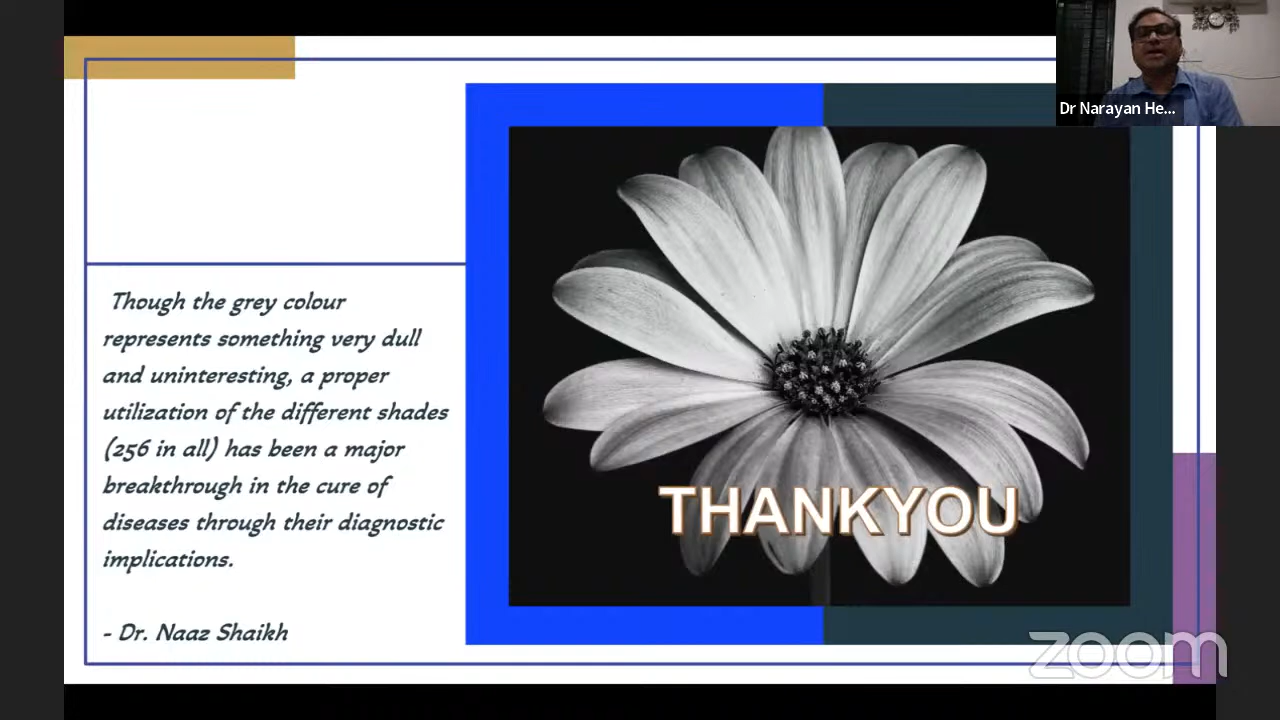 Dr Narayan He...
Though the grey colour
represents something very dull
and uninteresting, a proper
utilization of the different shades
(256 in all) has been a major
breakthrough in the cure of
diseases through their diagnostic
implications.
- Dr. Naaz Shaikh
THANKYOU
zoom